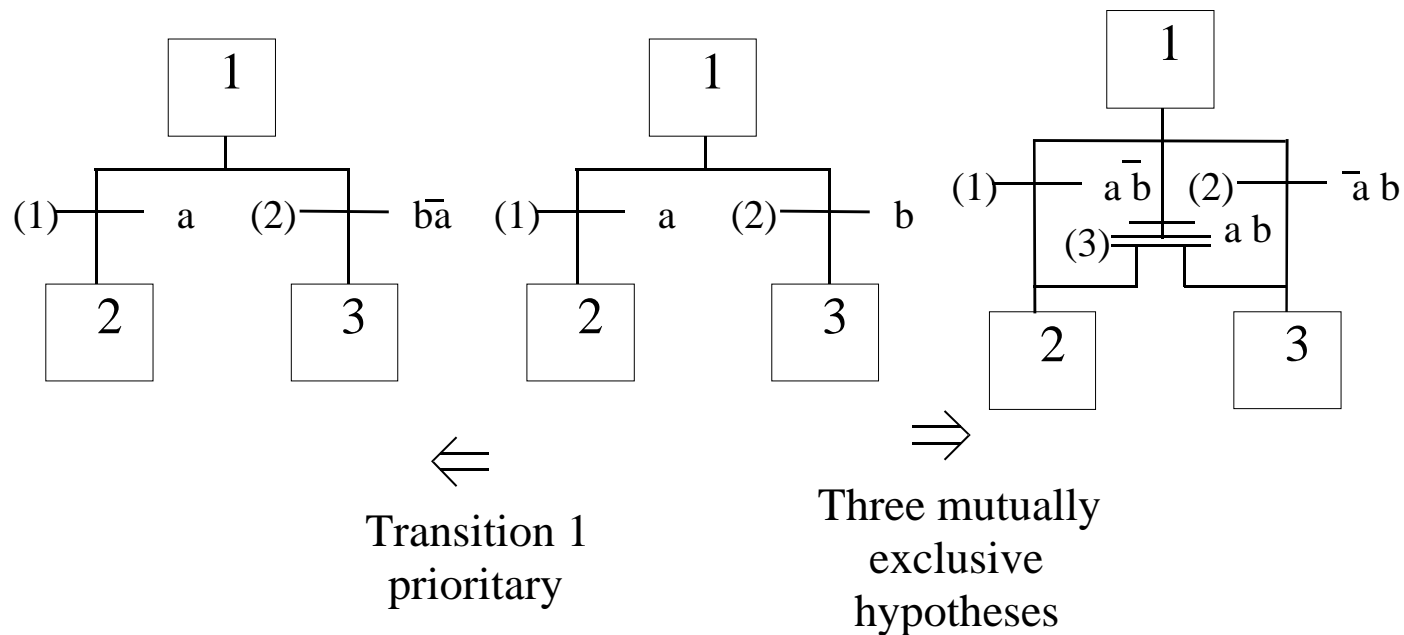 1
(1) a (2) bā
2 3
1
(1) a (2) b
2 3
1
(1) a b̅ (2) ā b
(3) a b
2 3
Transition 1
prioritary
Three mutually
exclusive
hypotheses